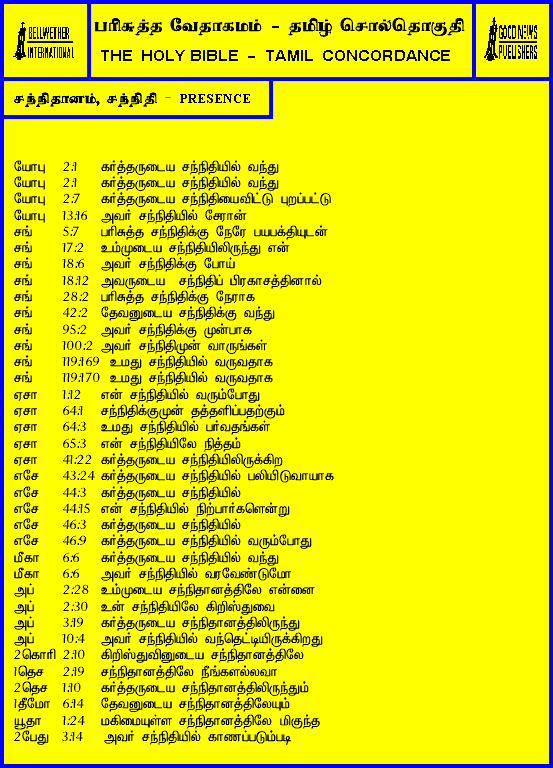 BELLWETHER
INTERNATIONAL
பரிசுத்த வேதாகமம் - தமிழ் சொல்தொகுதி
THE HOLY BIBLE - TAMIL CONCORDANCE
GOOD NEWS
PUBLISHERS
சந்நிதானம், சந்நிதி - PRESENCE
யோபு 2:1 கர்த்தருடைய சந்நிதியில் வந்து
யோபு 2:1 கர்த்தருடைய சந்நிதியில் வந்து
யோபு 2:7 கர்த்தருடைய சந்நிதியைவிட்டு புறப்பட்டு
யோபு 13:16 அவர் சந்நிதியில் சேரான்
சங் 5:7 பரிசுத்த சந்நிதிக்கு நேரே பயபக்தியுடன்
சங் 17:2 உம்முடைய சந்நிதியிலிருந்து என்
சங் 18:6 அவர் சந்நிதிக்கு போய்
சங் 18:12 அவருடைய சந்நிதிப் பிரகாசத்தினால்
சங் 28:2 பரிசுத்த சந்நிதிக்கு நேராக
சங் 42:2 தேவனுடைய சந்நிதிக்கு வந்து
சங் 95:2 அவர் சந்நிதிக்கு முன்பாக
சங் 100:2 அவர் சந்நிதிமுன் வாருங்கள்
சங் 119:169 உமது சந்நிதியில் வருவதாக
சங் 119:170 உமது சந்நிதியில் வருவதாக
ஏசா 1:12 என் சந்நிதியில் வரும்போது
ஏசா 64:1 சந்நிதிக்குமுன் தத்தளிப்பதற்கும்
ஏசா 64:3 உமது சந்நிதியில் பர்வதங்கள்
ஏசா 65:3 என் சந்நிதியிலே நித்தம்
ஏசா 41:22 கர்த்தருடைய சந்நிதியிலிருக்கிற
எசே 43:24 கர்த்தருடைய சந்நிதியில் பலியிடுவாயாக
எசே 44:3 கர்த்தருடைய சந்நிதியில்
எசே 44:15 என் சந்நிதியில் நிற்பார்களென்று
எசே 46:3 கர்த்தருடைய சந்நிதியில்
எசே 46:9 கர்த்தருடைய சந்நிதியில் வரும்போது
மீகா 6:6 கர்த்தருடைய சந்நிதியில் வந்து
மீகா 6:6 அவர் சந்நிதியில் வரவேண்டுமோ
அப் 2:28 உம்முடைய சந்நிதானத்திலே என்னை
அப் 2:30 உன் சந்நிதியிலே கிறிஸ்துவை
அப் 3:19 கர்த்தருடைய சந்நிதானத்திலிருந்து
அப் 10:4 அவர் சந்நிதியில் வந்தெட்டியிருக்கிறது
2கொரி 2:10 கிறிஸ்துவினுடைய சந்நிதானத்திலே
1தெச 2:19 சந்நிதானத்திலே நீங்களல்லவா
2தெச 1:10 கர்த்தருடைய சந்நிதானத்திலிருந்தும்
1தீமோ 6:14 தேவனுடைய சந்நிதானத்திலேயும்
யூதா 1:24 மகிமையுள்ள சந்நிதானத்திலே மிகுந்த
2பேது 3:14 அவர் சந்நிதியில் காணப்படும்படி